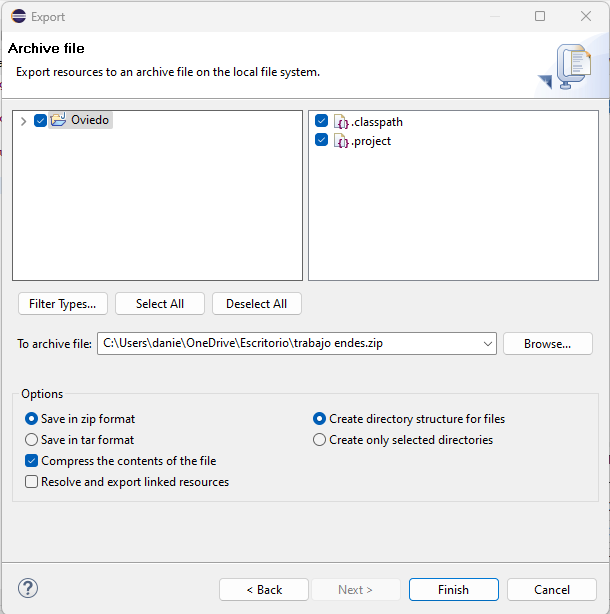 Export
Archive file
Export resources to an archive file on the local file system.
Oviedo
.classpath
.project
Filter Types...
Select All
Deselect All
To archive file:
C:\Users\danie\OneDrive\Escritorio\trabajo endes.zip
Browse...
Options
Save in zip format
Create directory structure for files
Save in tar format
Create only selected directories
Compress the contents of the file
Resolve and export linked resources
?
< Back
Next >
Finish
Cancel